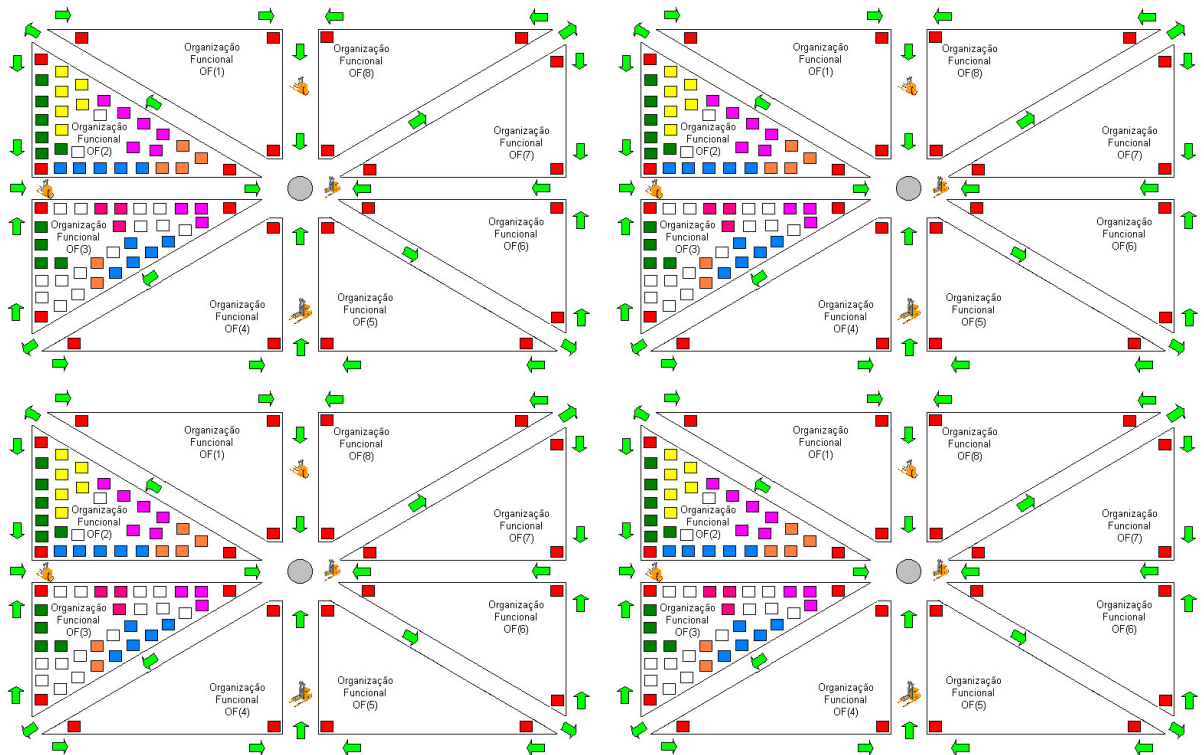 Organização
Funcional
OF(1)
Organização
Funcional
OF(8)
Organização
Funcional
OF(2)
Organização
Funcional
OF(7)
Organização
Funcional
OF(3)
Organização
Funcional
OF(6)
Organização
Funcional
OF(4)
Organização
Funcional
OF(5)
Organização
Funcional
OF(1)
Organização
Funcional
OF(8)
Organização
Funcional
OF(2)
Organização
Funcional
OF(7)
Organização
Funcional
OF(3)
Organização
Funcional
OF(6)
Organização
Funcional
OF(4)
Organização
Funcional
OF(5)
Organização
Funcional
OF(1)
Organização
Funcional
OF(8)
Organização
Funcional
OF(2)
Organização
Funcional
OF(7)
Organização
Funcional
OF(3)
Organização
Funcional
OF(6)
Organização
Funcional
OF(4)
Organização
Funcional
OF(5)
Organização
Funcional
OF(1)
Organização
Funcional
OF(8)
Organização
Funcional
OF(2)
Organização
Funcional
OF(7)
Organização
Funcional
OF(3)
Organização
Funcional
OF(6)
Organização
Funcional
OF(4)
Organização
Funcional
OF(5)